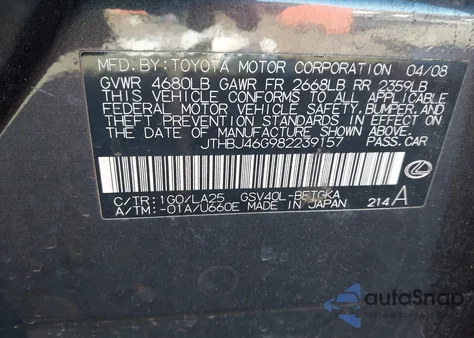 MFD. BY: TOYOTA MOTOR CORPORATION 04/08
GVWR 4680LB GAWR FR 2668LB RR 2359LB
THIS VEHICLE CONFORMS TO ALL APPLICABLE
FEDERAL MOTOR VEHICLE SAFETY, BUMPER, AND
THEFT PREVENTION STANDARDS IN EFFECT ON
THE DATE OF MANUFACTURE SHOWN ABOVE.
JTHBJ46G982239157 PASS. CAR
C/TR: 1G0/LA25 GSV40L-BETGKA
A/TM: -01A/U660E MADE IN JAPAN 214 A
autoSnap